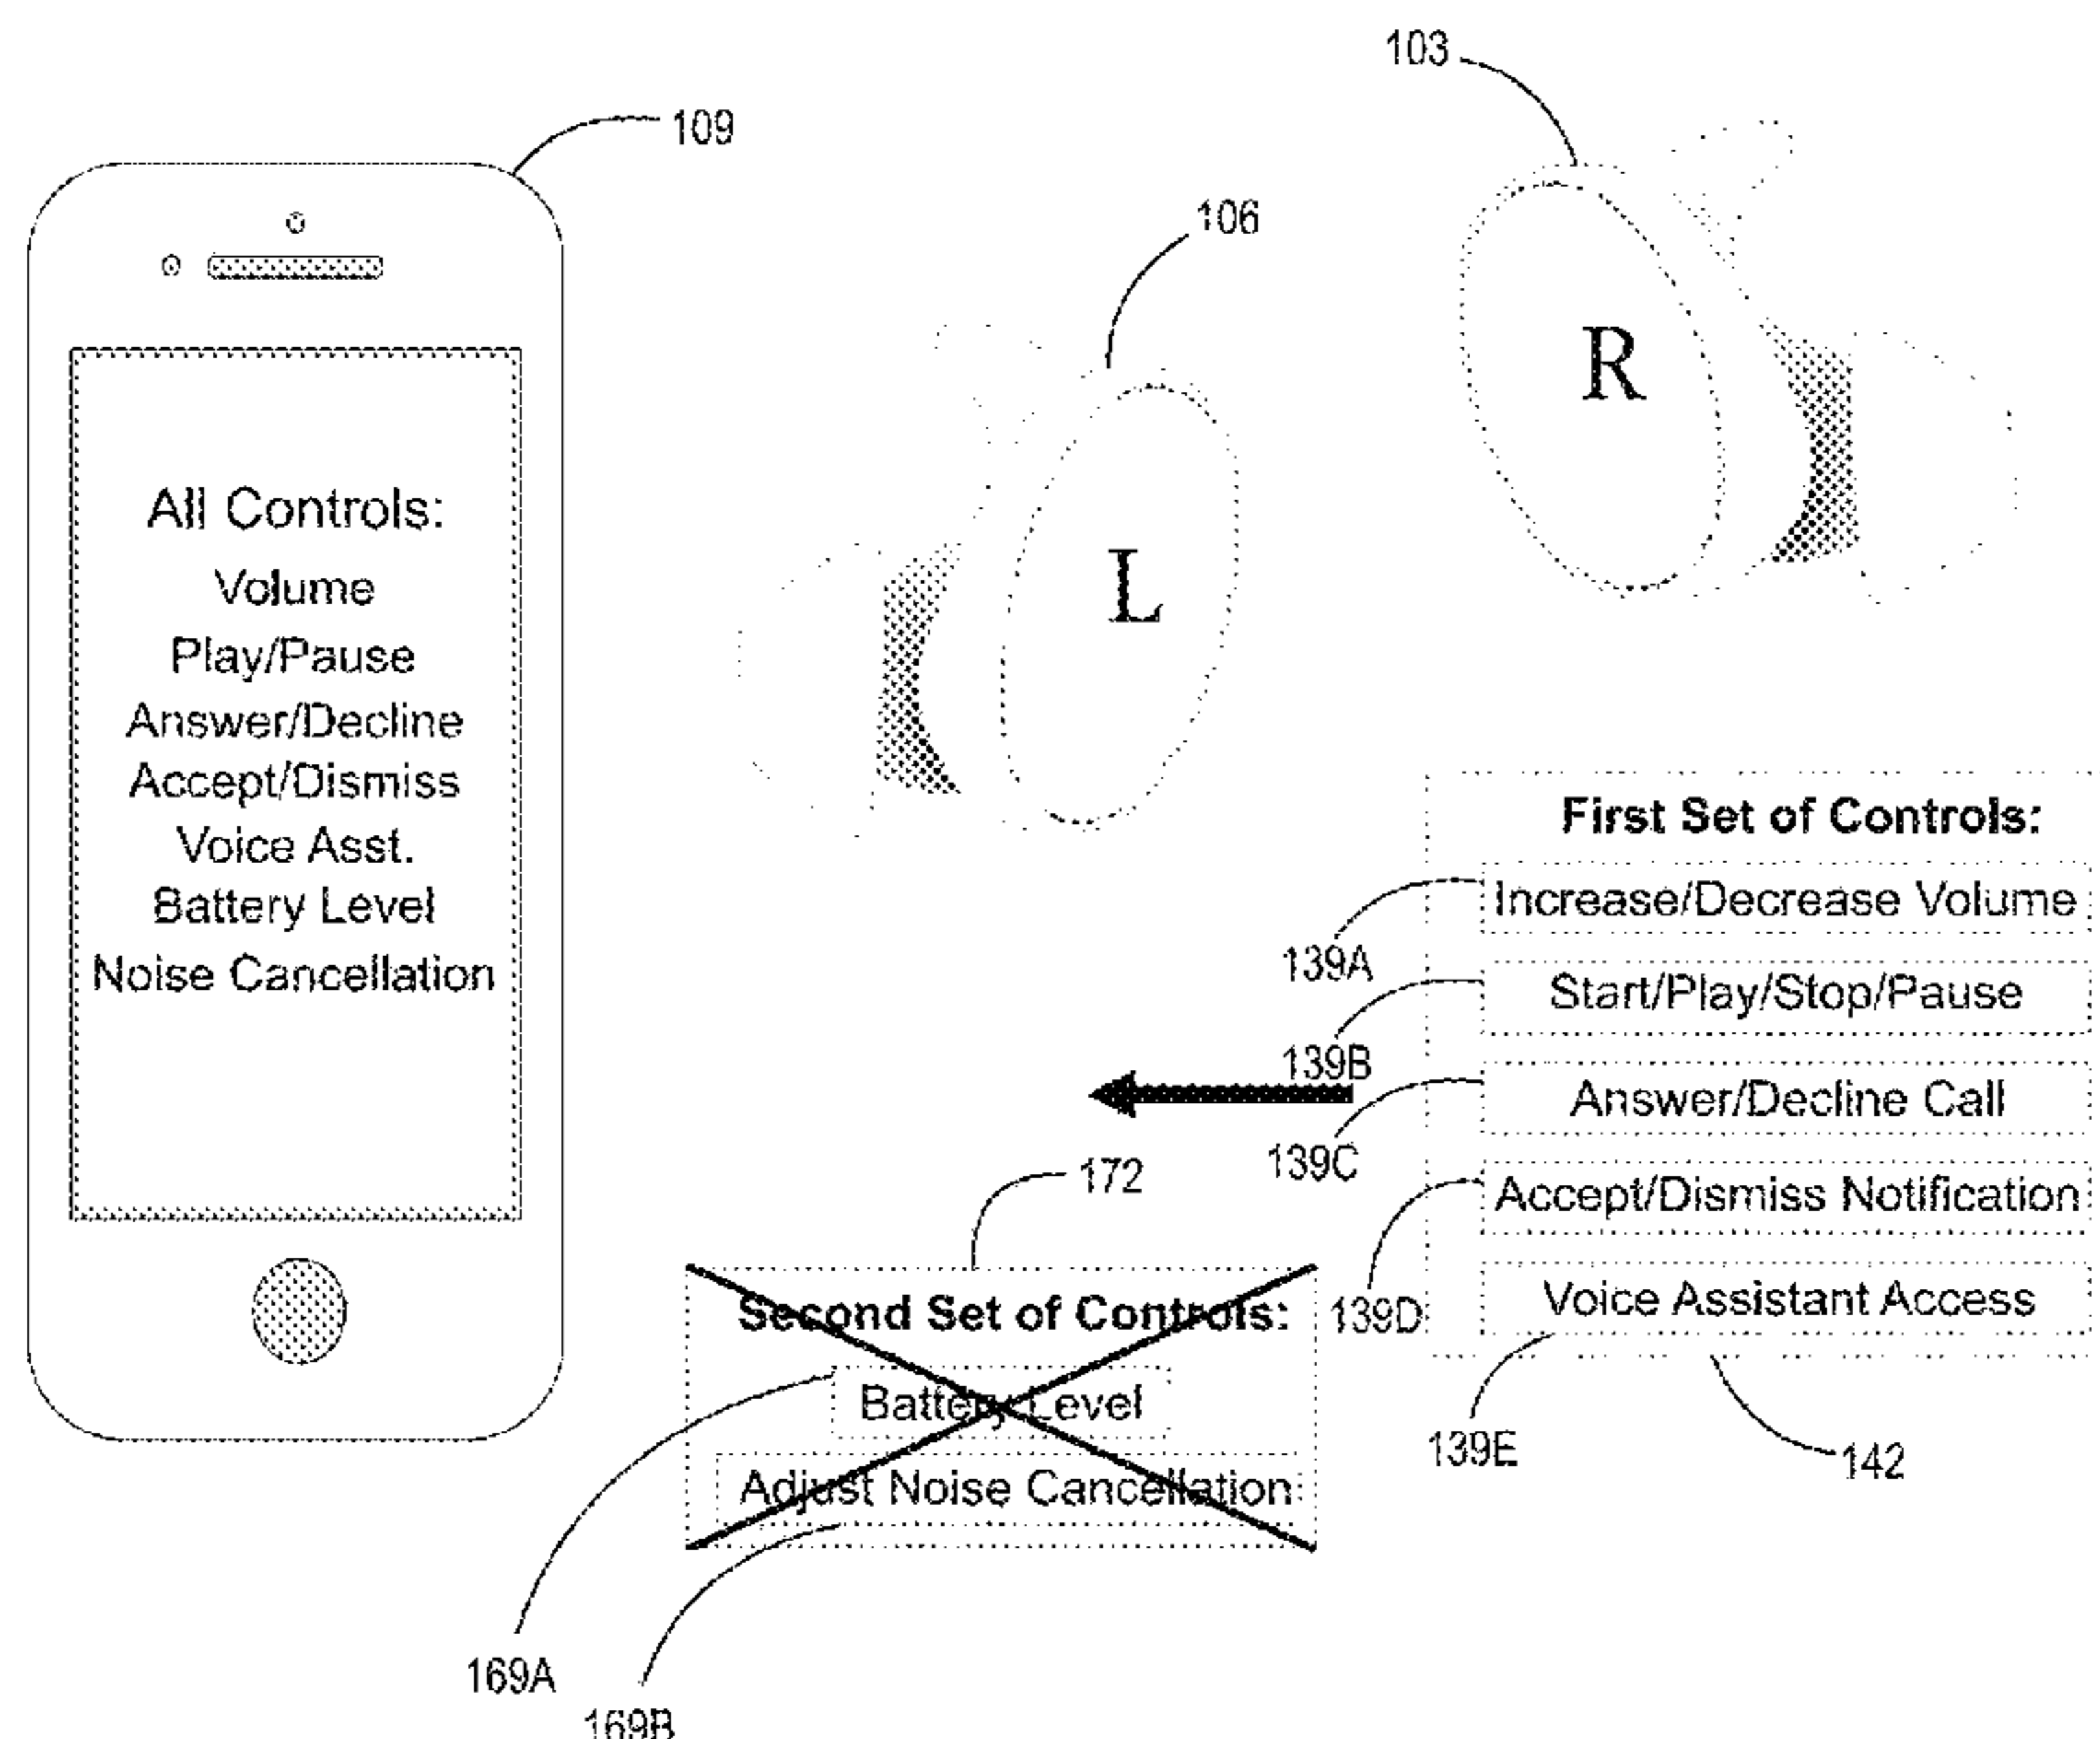 103
109
106
R
L
All Controls:
Volume
Play/Pause
Answer/Decline
Accept/Dismiss
Voice Asst.
Battery Level
Noise Cancellation
First Set of Controls:
139A
Increase/Decrease Volume
139B
Start/Play/Stop/Pause
139C
Answer/Decline Call
139D
Accept/Dismiss Notification
139E
Voice Assistant Access
142
172
Second Set of Controls:
Battery Level
Adjust Noise Cancellation
169A
169B